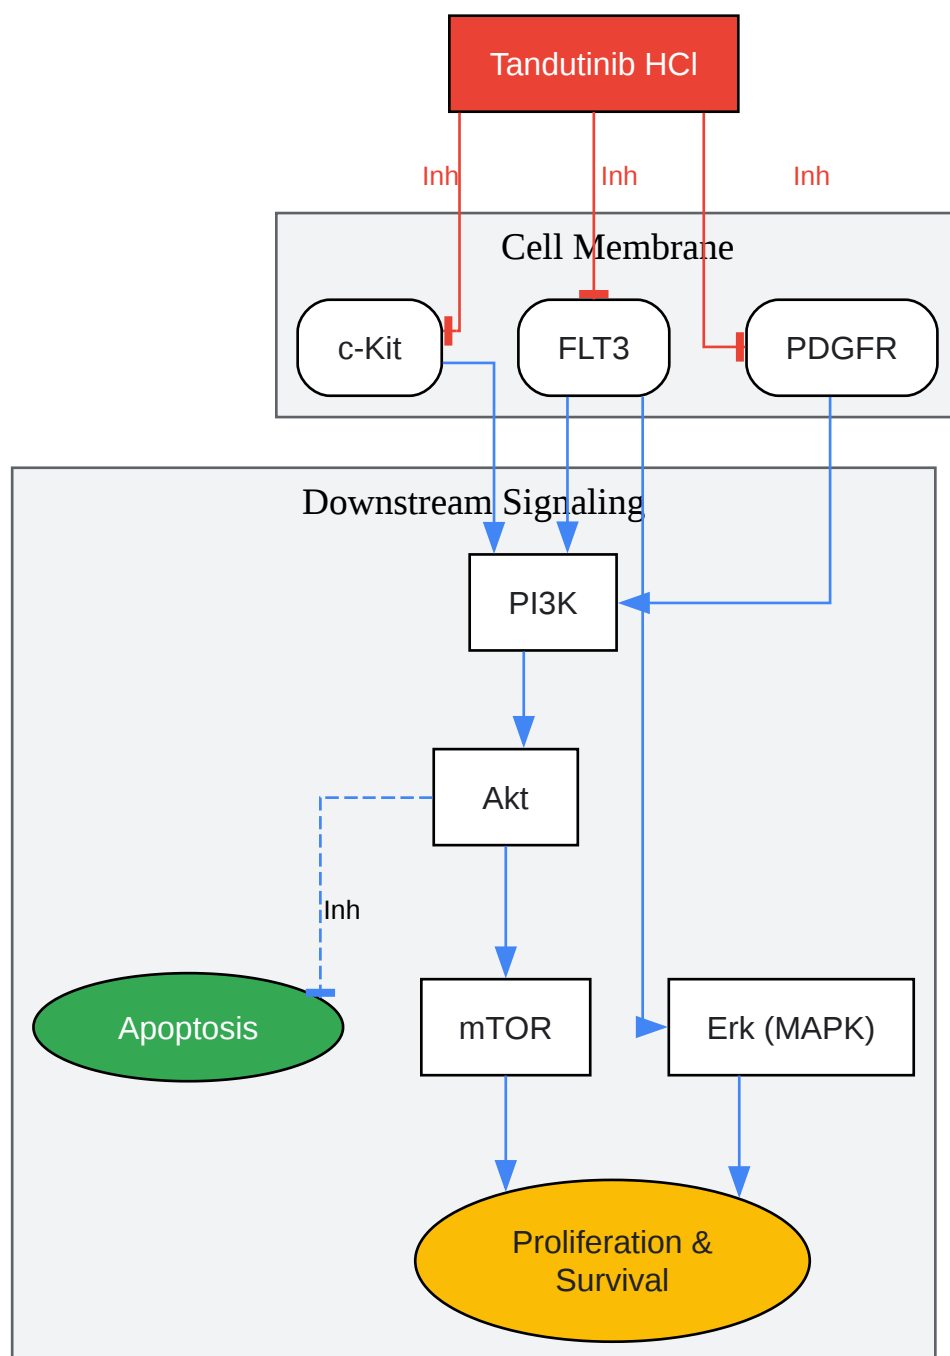 Tandutinib HCl
Inh
Inh
Inh
Cell Membrane
c-Kit
FLT3
PDGFR
Downstream Signaling
PI3K
Akt
Inh
Apoptosis
mTOR
Erk (MAPK)
Proliferation &
Survival